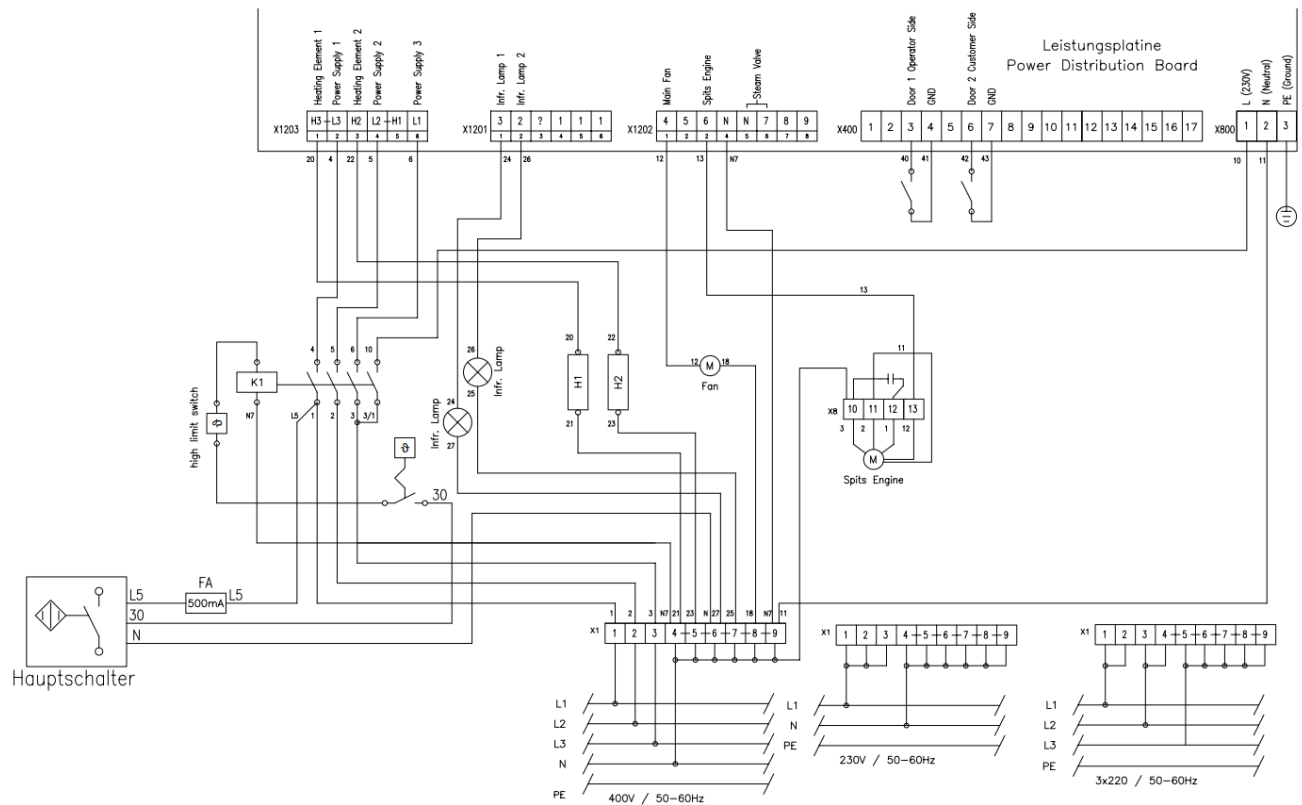 Leistungsplatine
Power Distribution Board
Heating Element 1
Power Supply 1
Heating Element 2
Power Supply 2
Power Supply 3
Infr. Lamp 1
Infr. Lamp 2
Main Fan
Spits Engine
Steam Valve
Door 1 Operator Side
GND
Door 2 Customer Side
GND
L (230V)
N (Neutral)
PE (Ground)
X1203 H3 L3 H2 L2 H1 L1
1 2 3 4 5 6
X1201 3 2 ? 1 1 1
1 2 3 4 5 6
X1202 4 5 6 N N 7 8 9
1 2 3 4 5 6 7 8
X400 1 2 3 4 5 6 7 8 9 10 11 12 13 14 15 16 17
X800 1 2 3
20 4 22 5 6
24 26
12 13 N7
40 41 42 43
10 11
13
4 5 6 10
K1
N7
L5 1 2 3 3/1
high limit switch
ϑ
ϑ
30
26
Infr. Lamp
25
24
Infr. Lamp
27
20
H1
21
22
H2
23
12 M 18
Fan
11
X8 10 11 12 13
3 2 1 12
M
Spits Engine
FA
L5 500mA L5
30
N
Hauptschalter
1 2 3 N7 21 23 N 27 25 18 N7 11
X1 1 2 3 4 5 6 7 8 9
L1
L2
L3
N
PE
400V / 50-60Hz
X1 1 2 3 4 5 6 7 8 9
L1
N
PE
230V / 50-60Hz
X1 1 2 3 4 5 6 7 8 9
L1
L2
L3
PE
3x220 / 50-60Hz